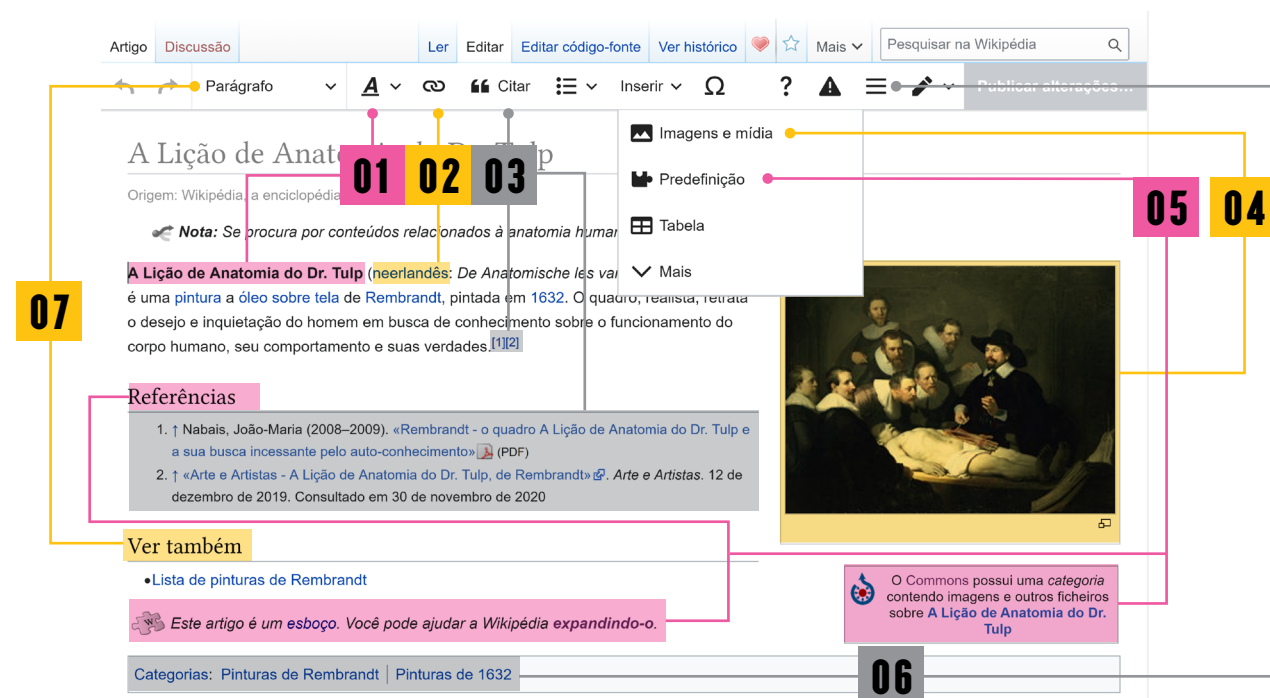 Artigo Discussão Ler Editar Editar código-fonte Ver histórico Mais Pesquisar na Wikipédia
Parágrafo A Citar Inserir Ω ? Publicar alterações...
Imagens e mídia
Predefinição
Tabela
Mais
A Lição de Anat Tulp
01 02 03
05 04
07
06
Origem: Wikipédia, a enciclopédia
Nota: Se procura por conteúdos relacionados à anatomia humar
A Lição de Anatomia do Dr. Tulp (neerlandês: De Anatomische les var
é uma pintura a óleo sobre tela de Rembrandt, pintada em 1632. O quadro, realista, retrata
o desejo e inquietação do homem em busca de conhecimento sobre o funcionamento do
corpo humano, seu comportamento e suas verdades.[1][2]
Referências
1. ↑ Nabais, João-Maria (2008–2009). «Rembrandt - o quadro A Lição de Anatomia do Dr. Tulp e
a sua busca incessante pelo auto-conhecimento» (PDF)
2. ↑ «Arte e Artistas - A Lição de Anatomia do Dr. Tulp, de Rembrandt». Arte e Artistas. 12 de
dezembro de 2019. Consultado em 30 de novembro de 2020
Ver também
•Lista de pinturas de Rembrandt
Este artigo é um esboço. Você pode ajudar a Wikipédia expandindo-o.
O Commons possui uma categoria
contendo imagens e outros ficheiros
sobre A Lição de Anatomia do Dr.
Tulp
Categorias: Pinturas de Rembrandt | Pinturas de 1632